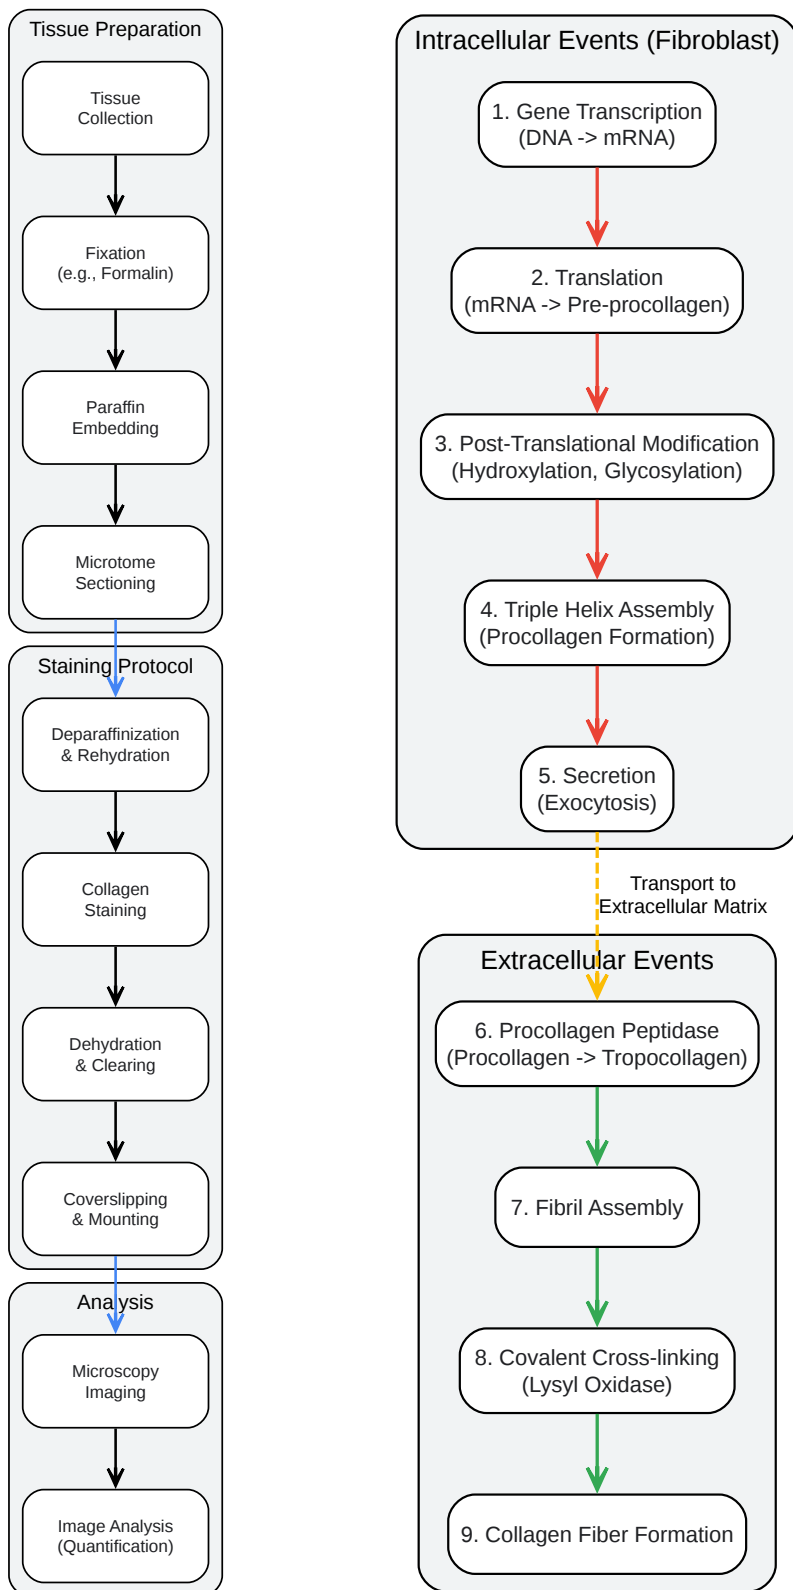 Tissue Preparation
Tissue
Collection
Fixation
(e.g., Formalin)
Paraffin
Embedding
Microtome
Sectioning
Staining Protocol
Deparaffinization
& Rehydration
Collagen
Staining
Dehydration
& Clearing
Coverslipping
& Mounting
Analysis
Microscopy
Imaging
Image Analysis
(Quantification)
Intracellular Events (Fibroblast)
1. Gene Transcription
(DNA -> mRNA)
2. Translation
(mRNA -> Pre-procollagen)
3. Post-Translational Modification
(Hydroxylation, Glycosylation)
4. Triple Helix Assembly
(Procollagen Formation)
5. Secretion
(Exocytosis)
Transport to
Extracellular Matrix
Extracellular Events
6. Procollagen Peptidase
(Procollagen -> Tropocollagen)
7. Fibril Assembly
8. Covalent Cross-linking
(Lysyl Oxidase)
9. Collagen Fiber Formation